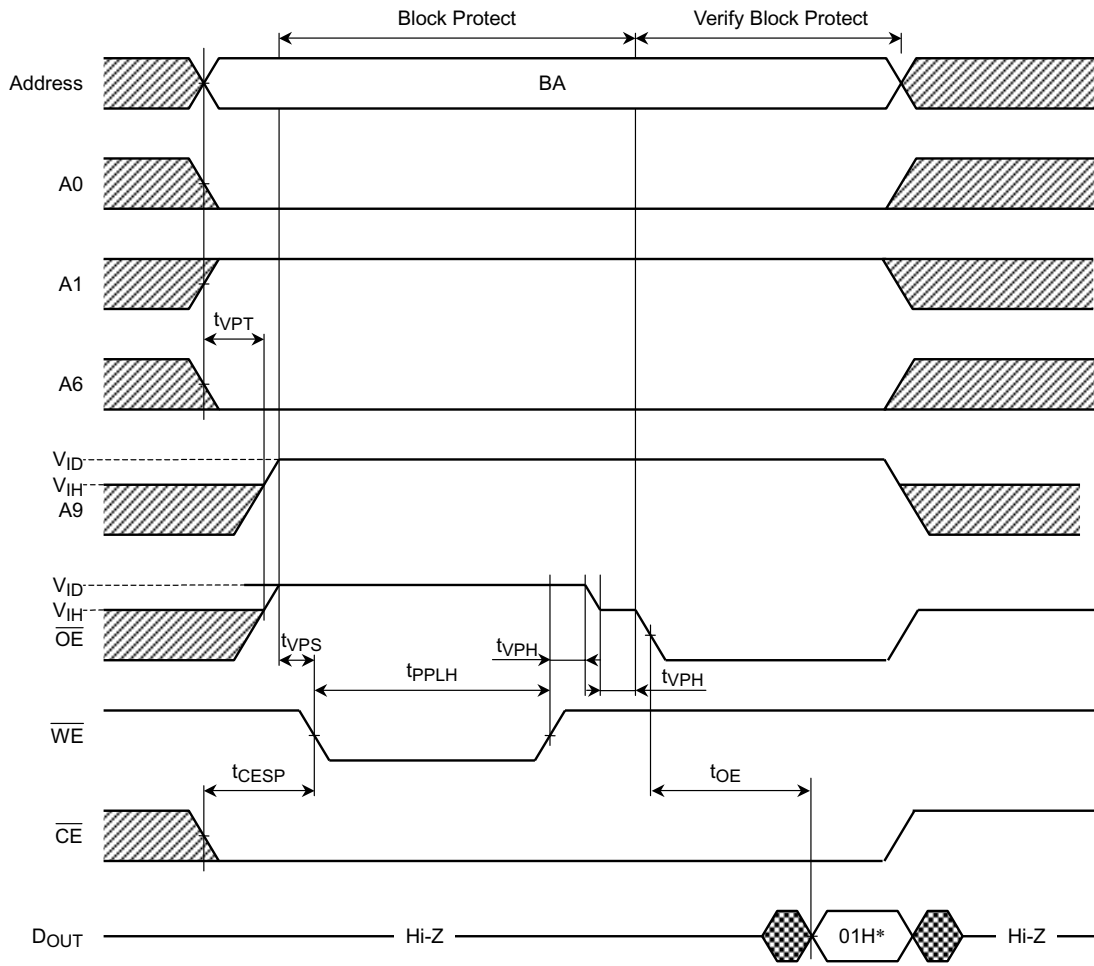 Block Protect Verify Block Protect
Address BA
A0
A1
tVPT
A6
VID
VIH
A9
VID
VIH
OE
tVPS tVPH
tPPLH tVPH
WE
tCESP tOE
CE
DOUT Hi-Z 01H* Hi-Z